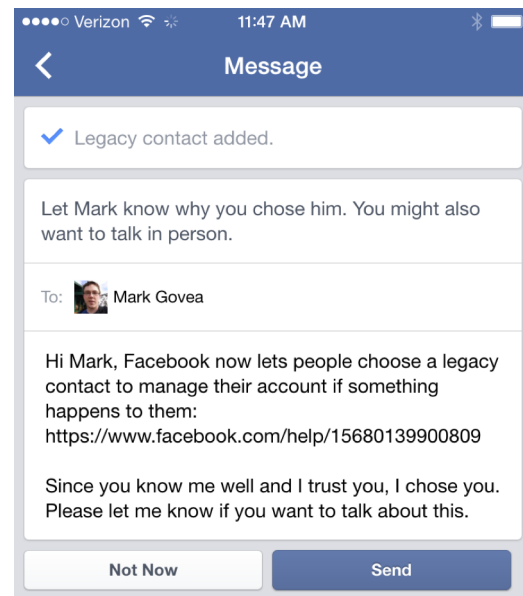 Verizon 11:47 AM
Message
Legacy contact added.
Let Mark know why you chose him. You might also
want to talk in person.
To: Mark Govea
Hi Mark, Facebook now lets people choose a legacy
contact to manage their account if something
happens to them:
https://www.facebook.com/help/15680139900809
Since you know me well and I trust you, I chose you.
Please let me know if you want to talk about this.
Not Now Send